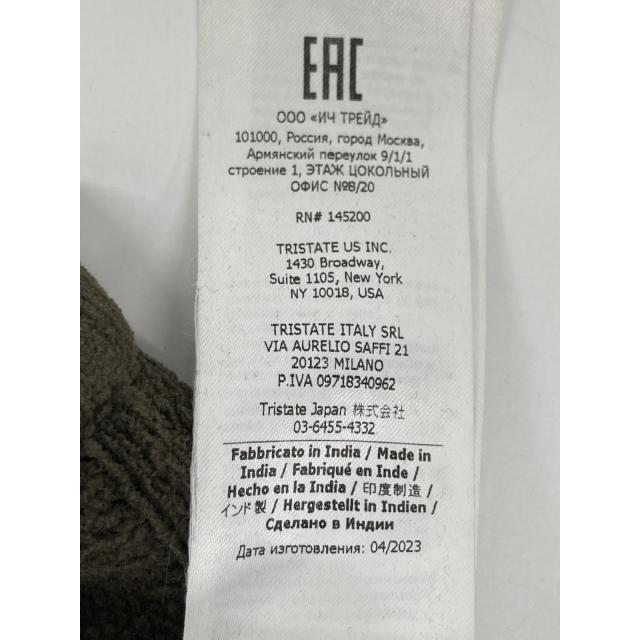 EAC
ООО «ИЧ ТРЕЙД»
101000, Россия, город Москва,
Армянский переулок 9/1/1
строение 1, ЭТАЖ ЦОКОЛЬНЫЙ
ОФИС №8/20
RN# 145200
TRISTATE US INC.
1430 Broadway,
Suite 1105, New York
NY 10018, USA
TRISTATE ITALY SRL
VIA AURELIO SAFFI 21
20123 MILANO
P.IVA 09718340962
Tristate Japan 株式会社
03-6455-4332
Fabbricato in India / Made in
India / Fabriqué en Inde /
Hecho en la India / 印度制造 /
インド製 / Hergestellt in Indien /
Сделано в Индии
Дата изготовления: 04/2023